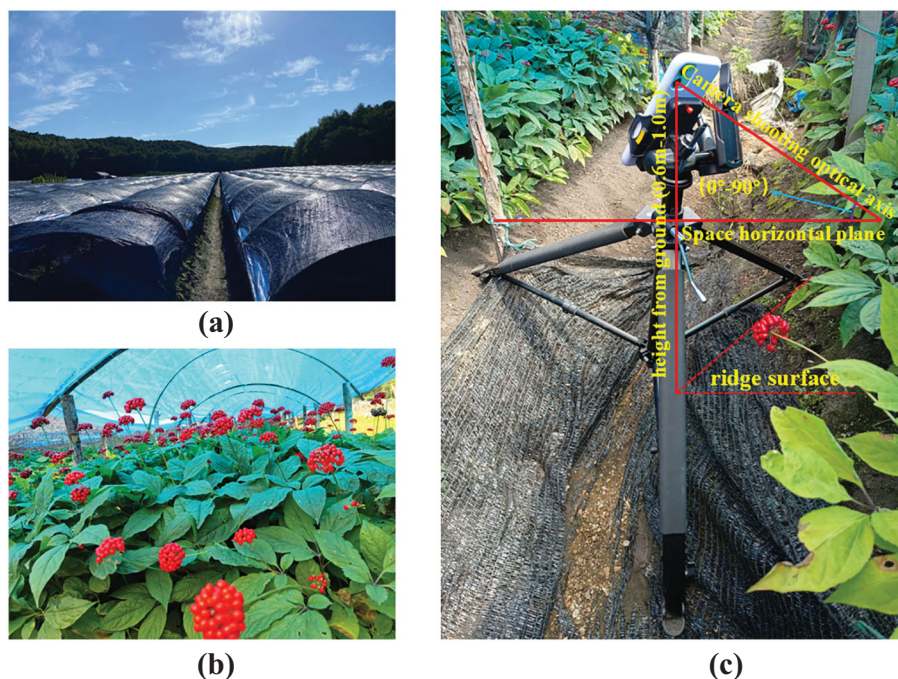 (a)
(b)
Camera shooting optical axis
(0°-90°)
Space horizontal plane
height from ground (0.6m-1.0m)
ridge surface
(c)